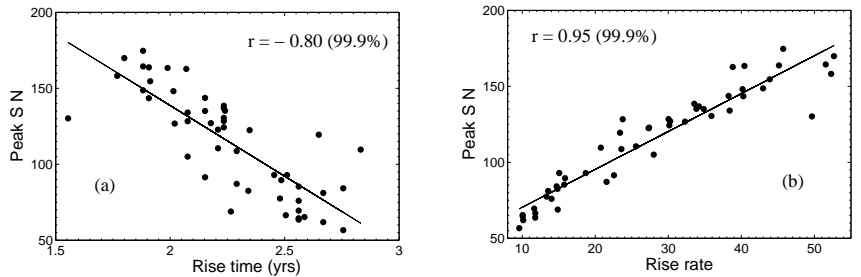 200
150
100
50
Peak S N
r = − 0.80 (99.9%)
(a)
1.5 2 2.5 3
Rise time (yrs)
200
150
100
50
Peak S N
r = 0.95 (99.9%)
(b)
10 20 30 40 50
Rise rate